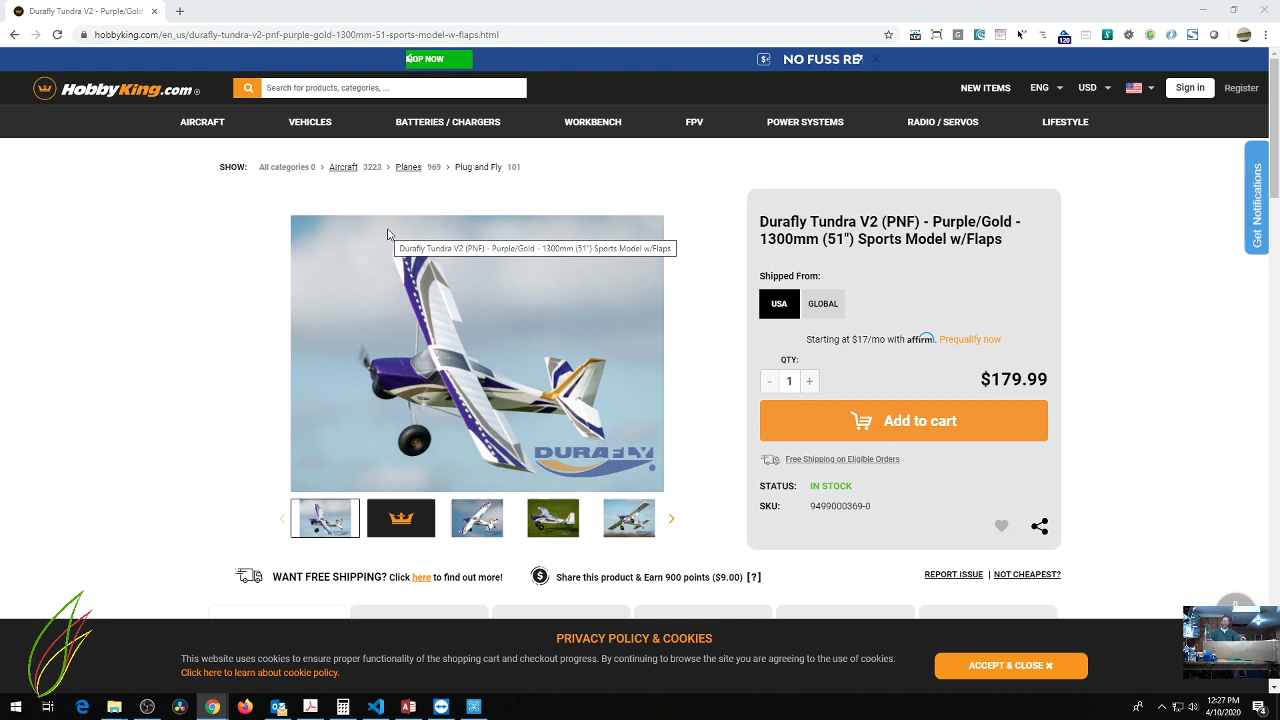 Durafly Tundra V2 (PNF) - Purple/Gold
hobbyking.com/en_us/durafly-tundra-v2-pnf-purple-gold-1300mm-51-sports-model-w-flaps.html
120
HOP NOW
NO FUSS RE
HobbyKing.com
Search for products, categories, ...
NEW ITEMS
ENG
USD
Sign in
Register
AIRCRAFT
VEHICLES
BATTERIES / CHARGERS
WORKBENCH
FPV
POWER SYSTEMS
RADIO / SERVOS
LIFESTYLE
Get Notifications
SHOW: All categories 0 > Aircraft 3223 > Planes 969 > Plug and Fly 101
Durafly Tundra V2 (PNF) - Purple/Gold - 1300mm (51") Sports Model w/Flaps
DURAFLY
Durafly Tundra V2 (PNF) - Purple/Gold -
1300mm (51") Sports Model w/Flaps
Shipped From:
USA
GLOBAL
Starting at $17/mo with affirm. Prequalify now
QTY:
- 1 +
$179.99
Add to cart
Free Shipping on Eligible Orders
STATUS: IN STOCK
SKU: 9499000369-0
WANT FREE SHIPPING? Click here to find out more!
$ Share this product & Earn 900 points ($9.00) [?]
REPORT ISSUE | NOT CHEAPEST?
0
PRIVACY POLICY & COOKIES
This website uses cookies to ensure proper functionality of the shopping cart and checkout progress. By continuing to browse the site you are agreeing to the use of cookies.
Click here to learn about cookie policy.
ACCEPT & CLOSE ✖
12:27 PM
4/10/2020
4